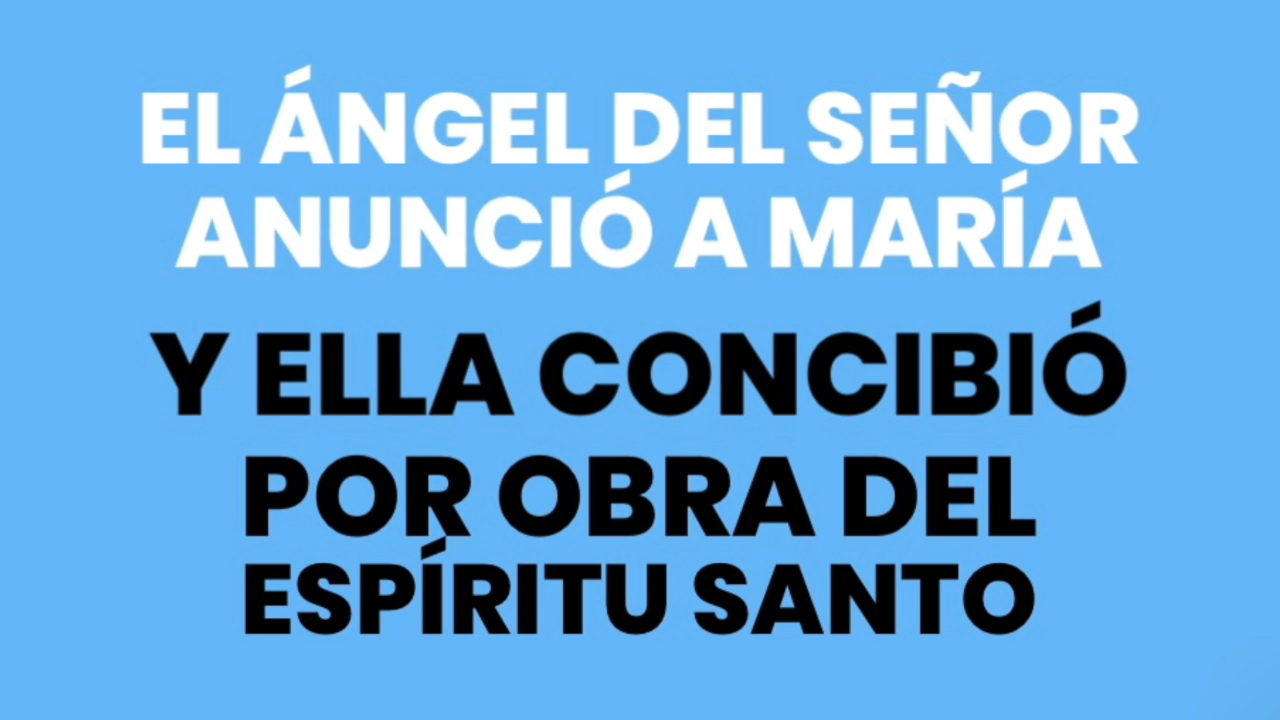 EL ÁNGEL DEL SEÑOR
ANUNCIÓ A MARÍA
Y ELLA CONCIBIÓ
POR OBRA DEL
ESPÍRITU SANTO